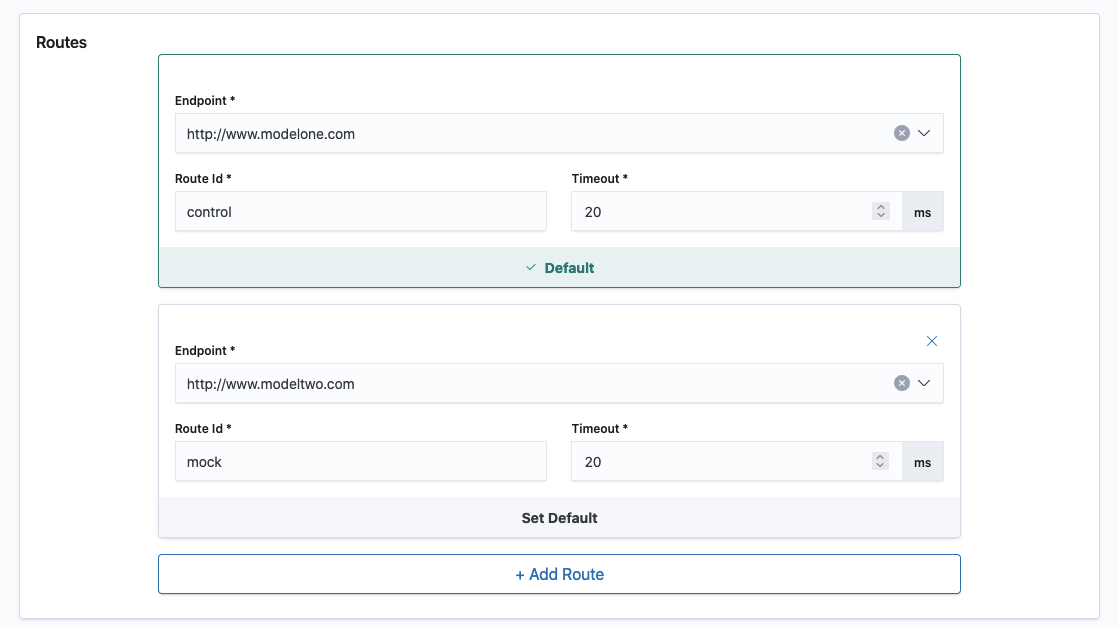 Routes
Endpoint *
http://www.modelone.com
Route Id * Timeout *
control 20 ms
Default
Endpoint *
http://www.modeltwo.com
Route Id * Timeout *
mock 20 ms
Set Default
+ Add Route